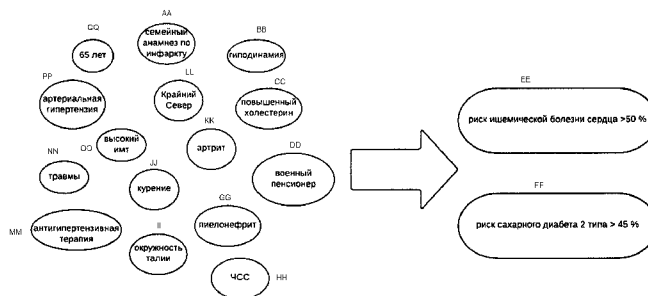 AA
QQ
семейный
анамнез по
инфаркту
BB
65 лет
гиподинамия
PP
LL
CC
EE
артериальная
гипертензия
Крайний
Север
повышенный
холестерин
риск ишемической болезни сердца >50 %
KK
OO
высокий
имт
артрит
NN
JJ
DD
травмы
курение
военный
пенсионер
FF
GG
MM
антигипертензивная
терапия
II
пиелонефрит
риск сахарного диабета 2 типа > 45 %
окружность
талии
ЧСС
HH